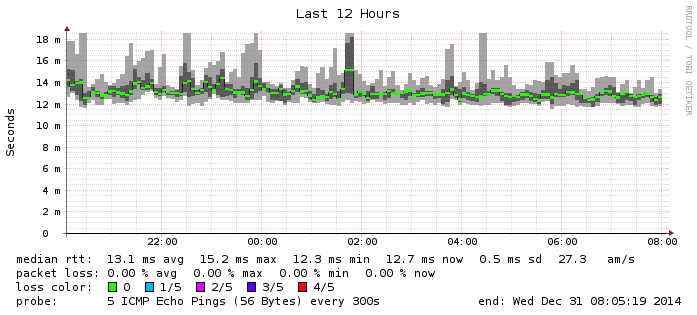 Last 12 Hours
RRDTOOL / TOBI OETIKER
Seconds
18 m
16 m
14 m
12 m
10 m
8 m
6 m
4 m
2 m
0
22:00 00:00 02:00 04:00 06:00 08:00
median rtt: 13.1 ms avg 15.2 ms max 12.3 ms min 12.7 ms now 0.5 ms sd 27.3 am/s
packet loss: 0.00 % avg 0.00 % max 0.00 % min 0.00 % now
loss color: 0 1/5 2/5 3/5 4/5
probe: 5 ICMP Echo Pings (56 Bytes) every 300s end: Wed Dec 31 08:05:19 2014